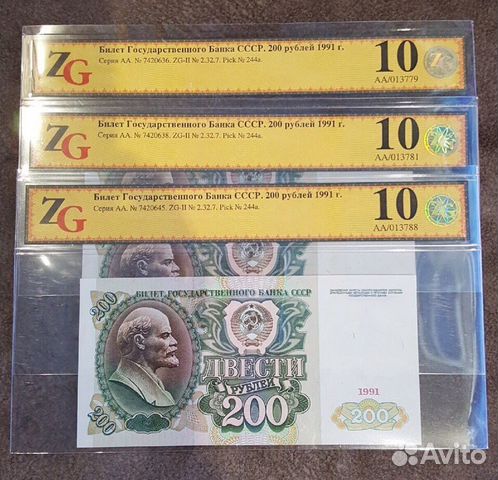 ZG
Билет Государственного Банка СССР. 200 рублей 1991 г.
Серия АА. № 7420636. ZG-II № 2.32.7. Pick № 244a.
10
AA/013779
ZG
Билет Государственного Банка СССР. 200 рублей 1991 г.
Серия АА. № 7420638. ZG-II № 2.32.7. Pick № 244a.
10
AA/013781
ZG
Билет Государственного Банка СССР. 200 рублей 1991 г.
Серия АА. № 7420645. ZG-II № 2.32.7. Pick № 244a.
10
AA/013788
200
БИЛЕТ ГОСУДАРСТВЕННОГО БАНКА СССР
ДВЕСТИ
РУБЛЕЙ
200
200
1991
200
Avito